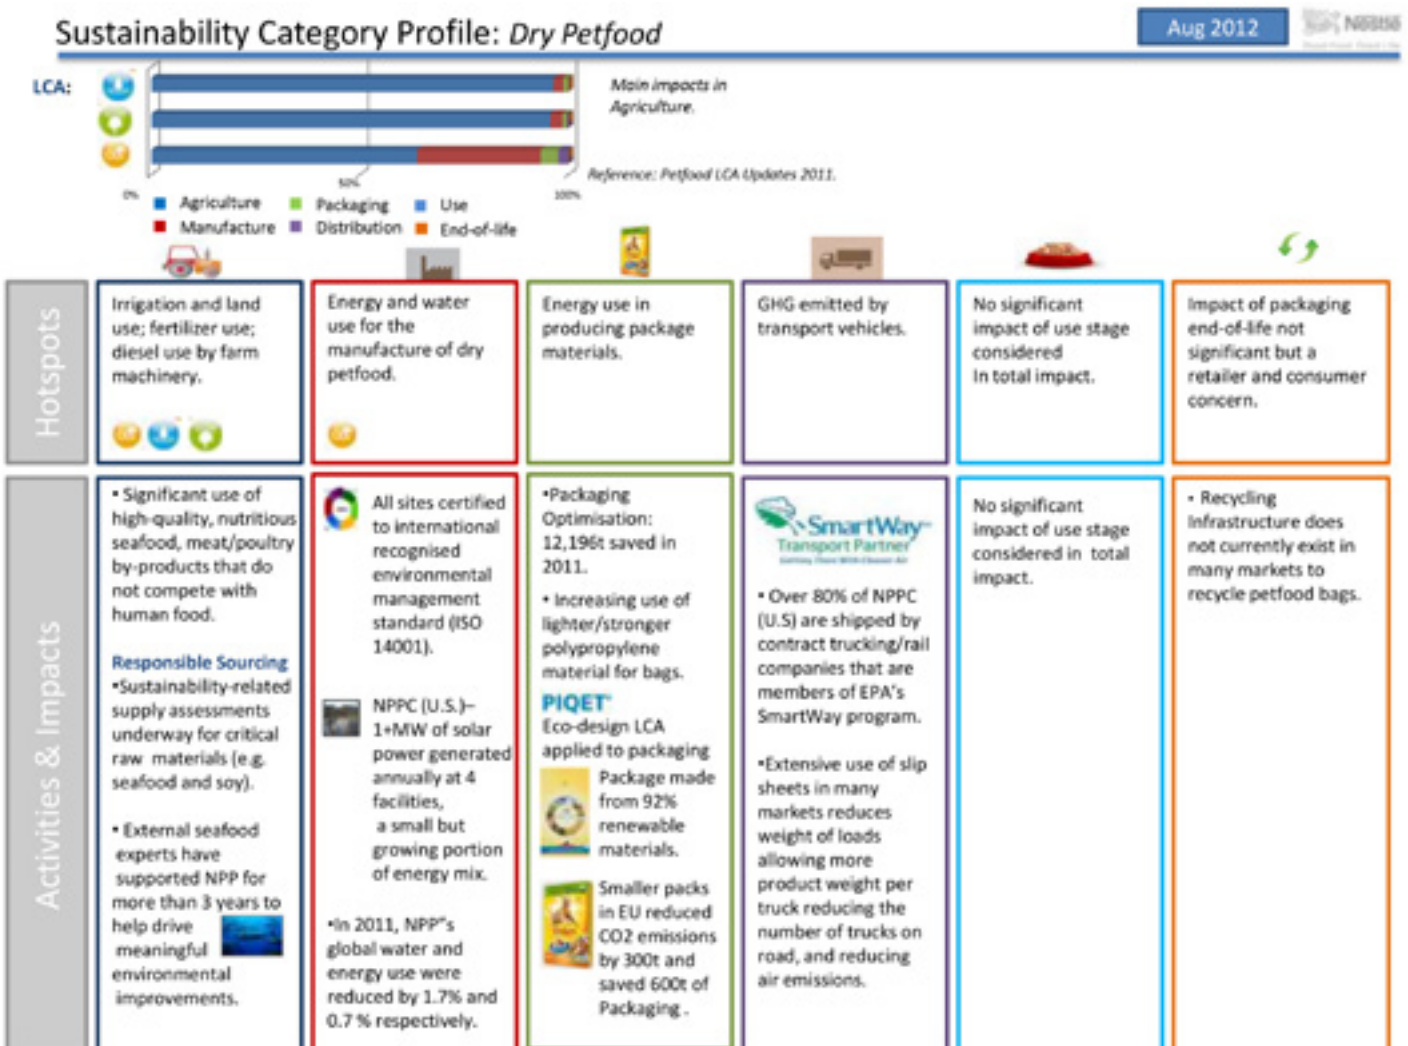 Sustainability Category Profile: Dry Petfood
Aug 2012
Nestlé
LCA:
Main impacts in
Agriculture.
Reference: Petfood LCA Updates 2011.
0%
50%
100%
Agriculture
Packaging
Use
Manufacture
Distribution
End-of-life
Hotspots
Irrigation and land
use; fertilizer use;
diesel use by farm
machinery.
Energy and water
use for the
manufacture of dry
petfood.
Energy use in
producing package
materials.
GHG emitted by
transport vehicles.
No significant
impact of use stage
considered
In total impact.
Impact of packaging
end-of-life not
significant but a
retailer and consumer
concern.
Activities & Impacts
• Significant use of
high-quality, nutritious
seafood, meat/poultry
by-products that do
not compete with
human food.
Responsible Sourcing
•Sustainability-related
supply assessments
underway for critical
raw materials (e.g.
seafood and soy).
• External seafood
experts have
supported NPP for
more than 3 years to
help drive
meaningful
environmental
improvements.
All sites certified
to international
recognised
environmental
management
standard (ISO
14001).
NPPC (U.S.)–
1+MW of solar
power generated
annually at 4
facilities,
a small but
growing portion
of energy mix.
•In 2011, NPP"s
global water and
energy use were
reduced by 1.7% and
0.7 % respectively.
•Packaging
Optimisation:
12,196t saved in
2011.
• Increasing use of
lighter/stronger
polypropylene
material for bags.
PIQET
Eco-design LCA
applied to packaging
Package made
from 92%
renewable
materials.
Smaller packs
in EU reduced
CO2 emissions
by 300t and
saved 600t of
Packaging .
SmartWay
Transport Partner
Getting There With Cleaner Air
• Over 80% of NPPC
(U.S) are shipped by
contract trucking/rail
companies that are
members of EPA's
SmartWay program.
•Extensive use of slip
sheets in many
markets reduces
weight of loads
allowing more
product weight per
truck reducing the
number of trucks on
road, and reducing
air emissions.
No significant
impact of use stage
considered in total
impact.
• Recycling
Infrastructure does
not currently exist in
many markets to
recycle petfood bags.